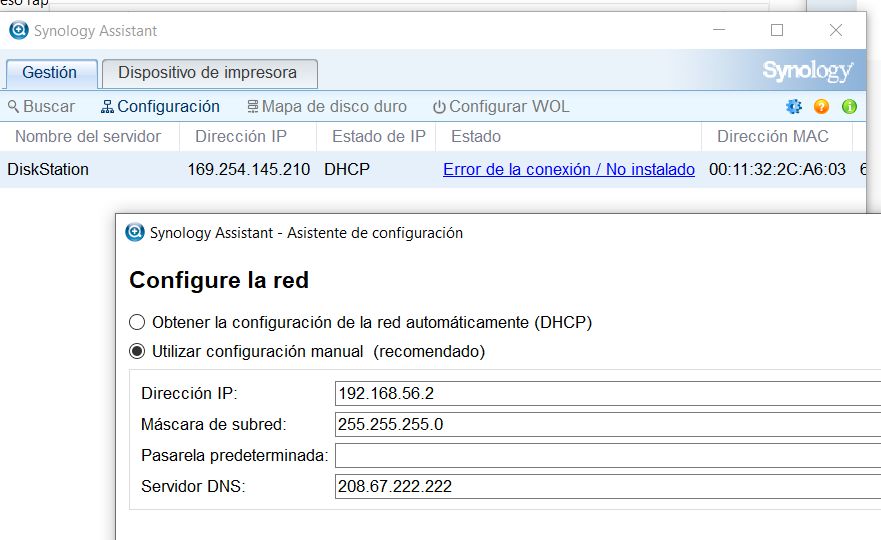 Synology Assistant
Gestión Dispositivo de impresora Synology
Buscar Configuración Mapa de disco duro Configurar WOL
Nombre del servidor Dirección IP Estado de IP Estado Dirección MAC
DiskStation 169.254.145.210 DHCP Error de la conexión / No instalado 00:11:32:2C:A6:03
Synology Assistant - Asistente de configuración
Configure la red
Obtener la configuración de la red automáticamente (DHCP)
Utilizar configuración manual (recomendado)
Dirección IP: 192.168.56.2
Máscara de subred: 255.255.255.0
Pasarela predeterminada:
Servidor DNS: 208.67.222.222